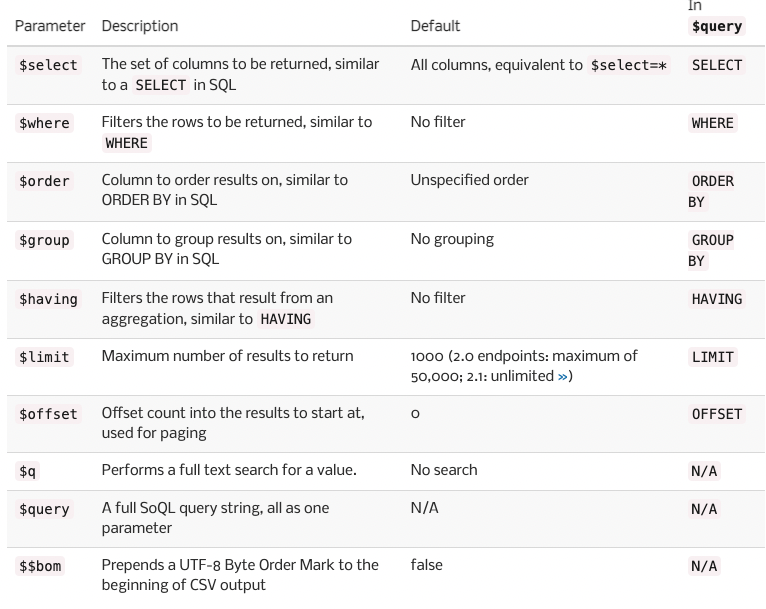 In
Parameter Description Default $query
$select The set of columns to be returned, similar All columns, equivalent to $select=* SELECT
to a SELECT in SQL
$where Filters the rows to be returned, similar to No filter WHERE
WHERE
$order Column to order results on, similar to Unspecified order ORDER
ORDER BY in SQL BY
$group Column to group results on, similar to No grouping GROUP
GROUP BY in SQL BY
$having Filters the rows that result from an No filter HAVING
aggregation, similar to HAVING
$limit Maximum number of results to return 1000 (2.0 endpoints: maximum of LIMIT
50,000; 2.1: unlimited »)
$offset Offset count into the results to start at, 0 OFFSET
used for paging
$q Performs a full text search for a value. No search N/A
$query A full SoQL query string, all as one N/A N/A
parameter
$$bom Prepends a UTF-8 Byte Order Mark to the false N/A
beginning of CSV output